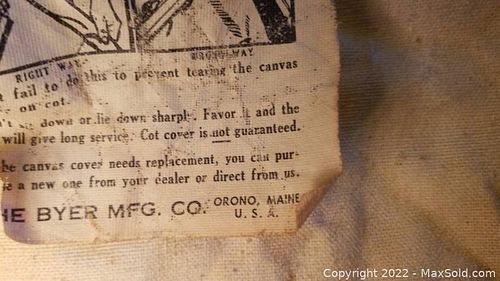 RIGHT WAY
WRONG WAY
fail to do this to prevent tearing the canvas
on cot.
down or lie down sharply. Favor it and the
will give long service. Cot cover is not guaranteed.
canvas cover needs replacement, you can pur-
a new one from your dealer or direct from us.
HE BYER MFG. CO. ORONO, MAINE
U. S. A.
Copyright 2022 - MaxSold.com